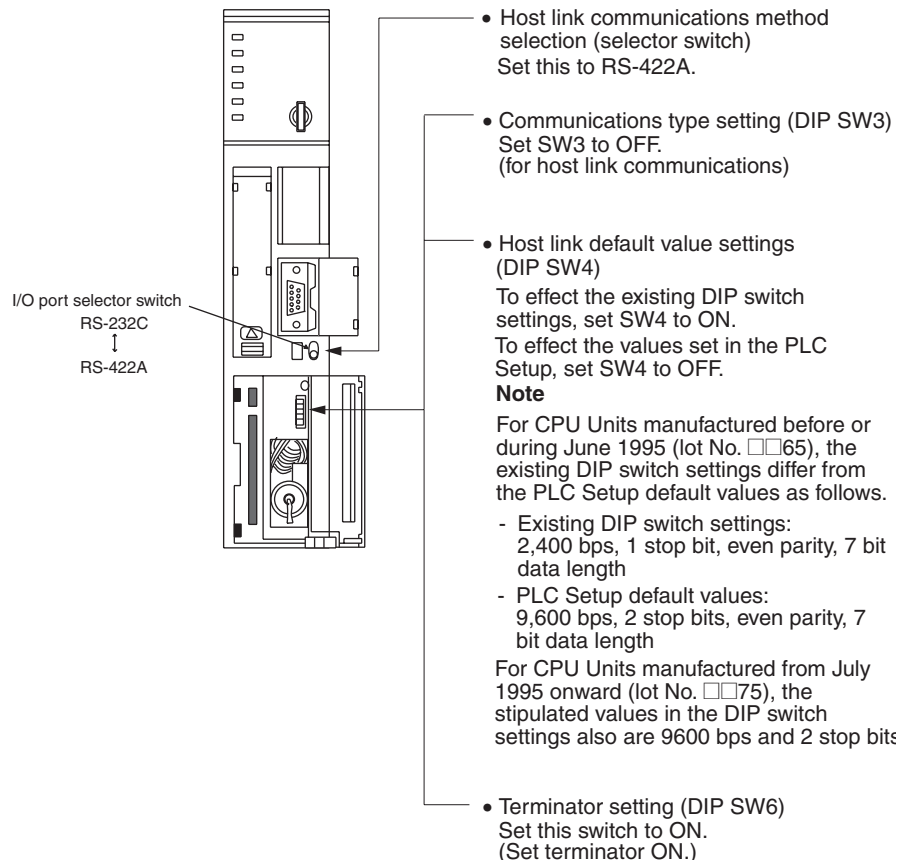 • Host link communications method
selection (selector switch)
Set this to RS-422A.
• Communications type setting (DIP SW3)
Set SW3 to OFF.
(for host link communications)
• Host link default value settings
(DIP SW4)
To effect the existing DIP switch
settings, set SW4 to ON.
To effect the values set in the PLC
Setup, set SW4 to OFF.
Note
For CPU Units manufactured before or
during June 1995 (lot No. □□65), the
existing DIP switch settings differ from
the PLC Setup default values as follows.
- Existing DIP switch settings:
2,400 bps, 1 stop bit, even parity, 7 bit
data length
- PLC Setup default values:
9,600 bps, 2 stop bits, even parity, 7
bit data length
For CPU Units manufactured from July
1995 onward (lot No. □□75), the
stipulated values in the DIP switch
settings also are 9600 bps and 2 stop bits
• Terminator setting (DIP SW6)
Set this switch to ON.
(Set terminator ON.)
I/O port selector switch
RS-232C
↕
RS-422A